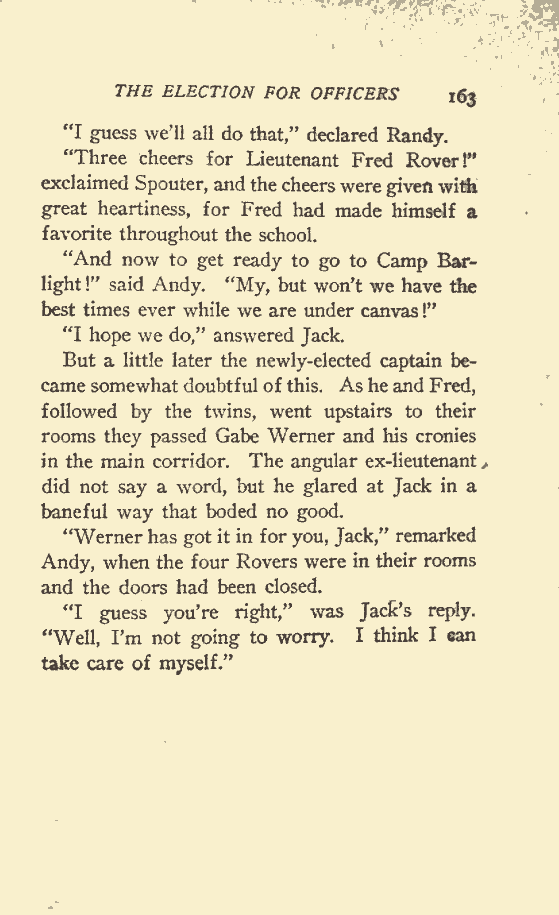 THE ELECTION FOR OFFICERS 163
“I guess we’ll all do that,” declared Randy.
“Three cheers for Lieutenant Fred Rover!”
exclaimed Spouter, and the cheers were given with
great heartiness, for Fred had made himself a
favorite throughout the school.
“And now to get ready to go to Camp Bar-
light!” said Andy. “My, but won’t we have the
best times ever while we are under canvas!”
“I hope we do,” answered Jack.
But a little later the newly-elected captain be-
came somewhat doubtful of this. As he and Fred,
followed by the twins, went upstairs to their
rooms they passed Gabe Werner and his cronies
in the main corridor. The angular ex-lieutenant
did not say a word, but he glared at Jack in a
baneful way that boded no good.
“Werner has got it in for you, Jack,” remarked
Andy, when the four Rovers were in their rooms
and the doors had been closed.
“I guess you’re right,” was Jack’s reply.
“Well, I’m not going to worry. I think I can
take care of myself.”